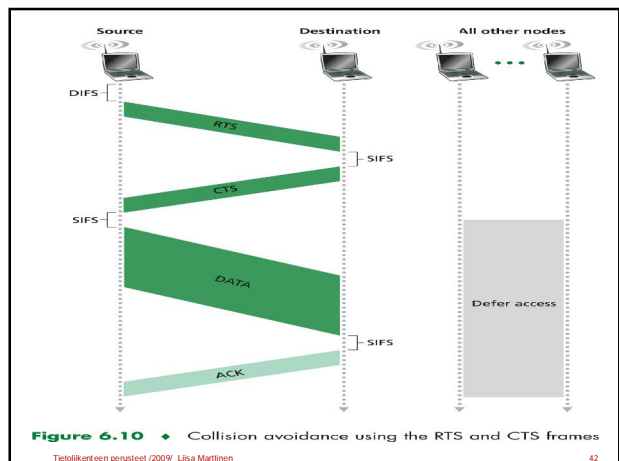 Source
Destination
All other nodes
DIFS
RTS
SIFS
CTS
SIFS
DATA
Defer access
SIFS
ACK
Figure 6.10 ◆ Collision avoidance using the RTS and CTS frames
Tietoliikenteen perusteet /2009/ Liisa Marttinen
42